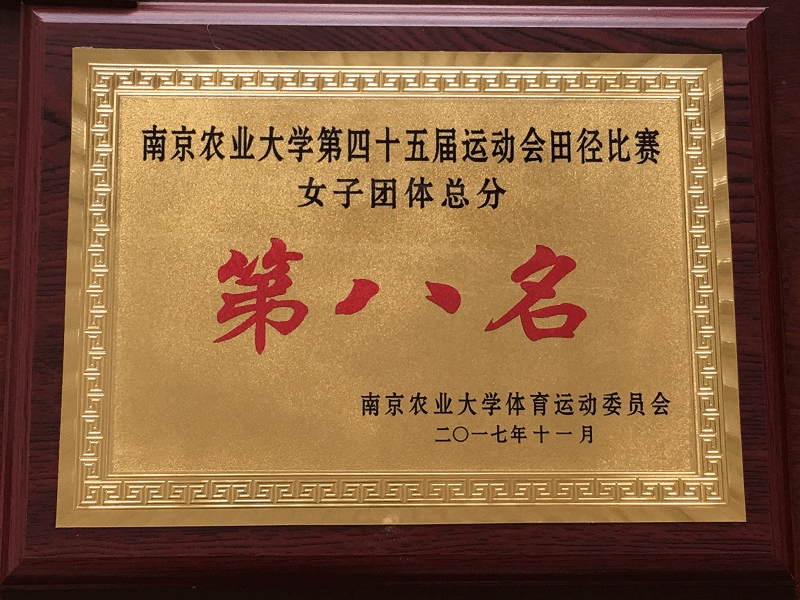 南京农业大学第四十五届运动会田径比赛
女子团体总分
第八名
南京农业大学体育运动委员会
二〇一七年十一月